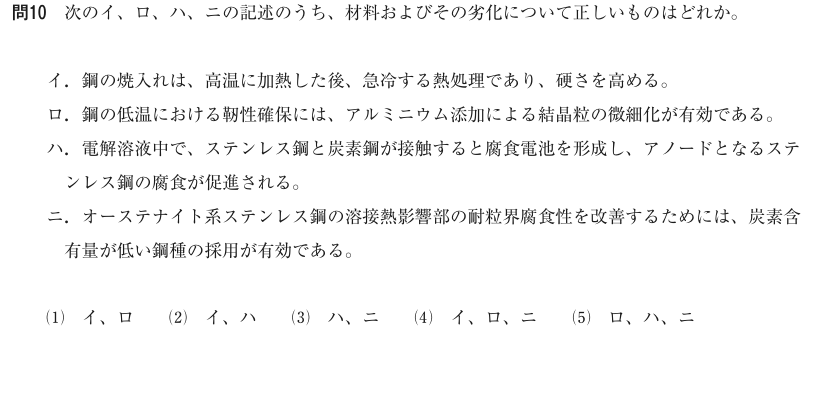 問10　次のイ、ロ、ハ、ニの記述のうち、材料およびその劣化について正しいものはどれか。
イ．鋼の焼入れは、高温に加熱した後、急冷する熱処理であり、硬さを高める。
ロ．鋼の低温における靭性確保には、アルミニウム添加による結晶粒の微細化が有効である。
ハ．電解溶液中で、ステンレス鋼と炭素鋼が接触すると腐食電池を形成し、アノードとなるステ
ンレス鋼の腐食が促進される。
ニ．オーステナイト系ステンレス鋼の溶接熱影響部の耐粒界腐食性を改善するためには、炭素含
有量が低い鋼種の採用が有効である。
(1)　イ、ロ　(2)　イ、ハ　(3)　ハ、ニ　(4)　イ、ロ、ニ　(5)　ロ、ハ、ニ